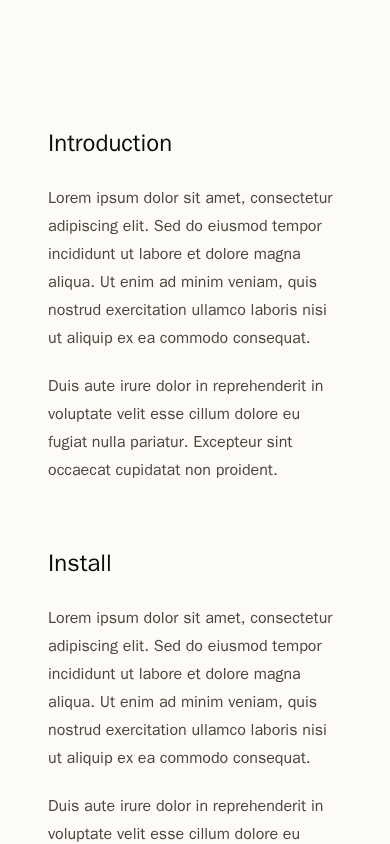 Introduction
Lorem ipsum dolor sit amet, consectetur
adipiscing elit. Sed do eiusmod tempor
incididunt ut labore et dolore magna
aliqua. Ut enim ad minim veniam, quis
nostrud exercitation ullamco laboris nisi
ut aliquip ex ea commodo consequat.
Duis aute irure dolor in reprehenderit in
voluptate velit esse cillum dolore eu
fugiat nulla pariatur. Excepteur sint
occaecat cupidatat non proident.
Install
Lorem ipsum dolor sit amet, consectetur
adipiscing elit. Sed do eiusmod tempor
incididunt ut labore et dolore magna
aliqua. Ut enim ad minim veniam, quis
nostrud exercitation ullamco laboris nisi
ut aliquip ex ea commodo consequat.
Duis aute irure dolor in reprehenderit in
voluptate velit esse cillum dolore eu